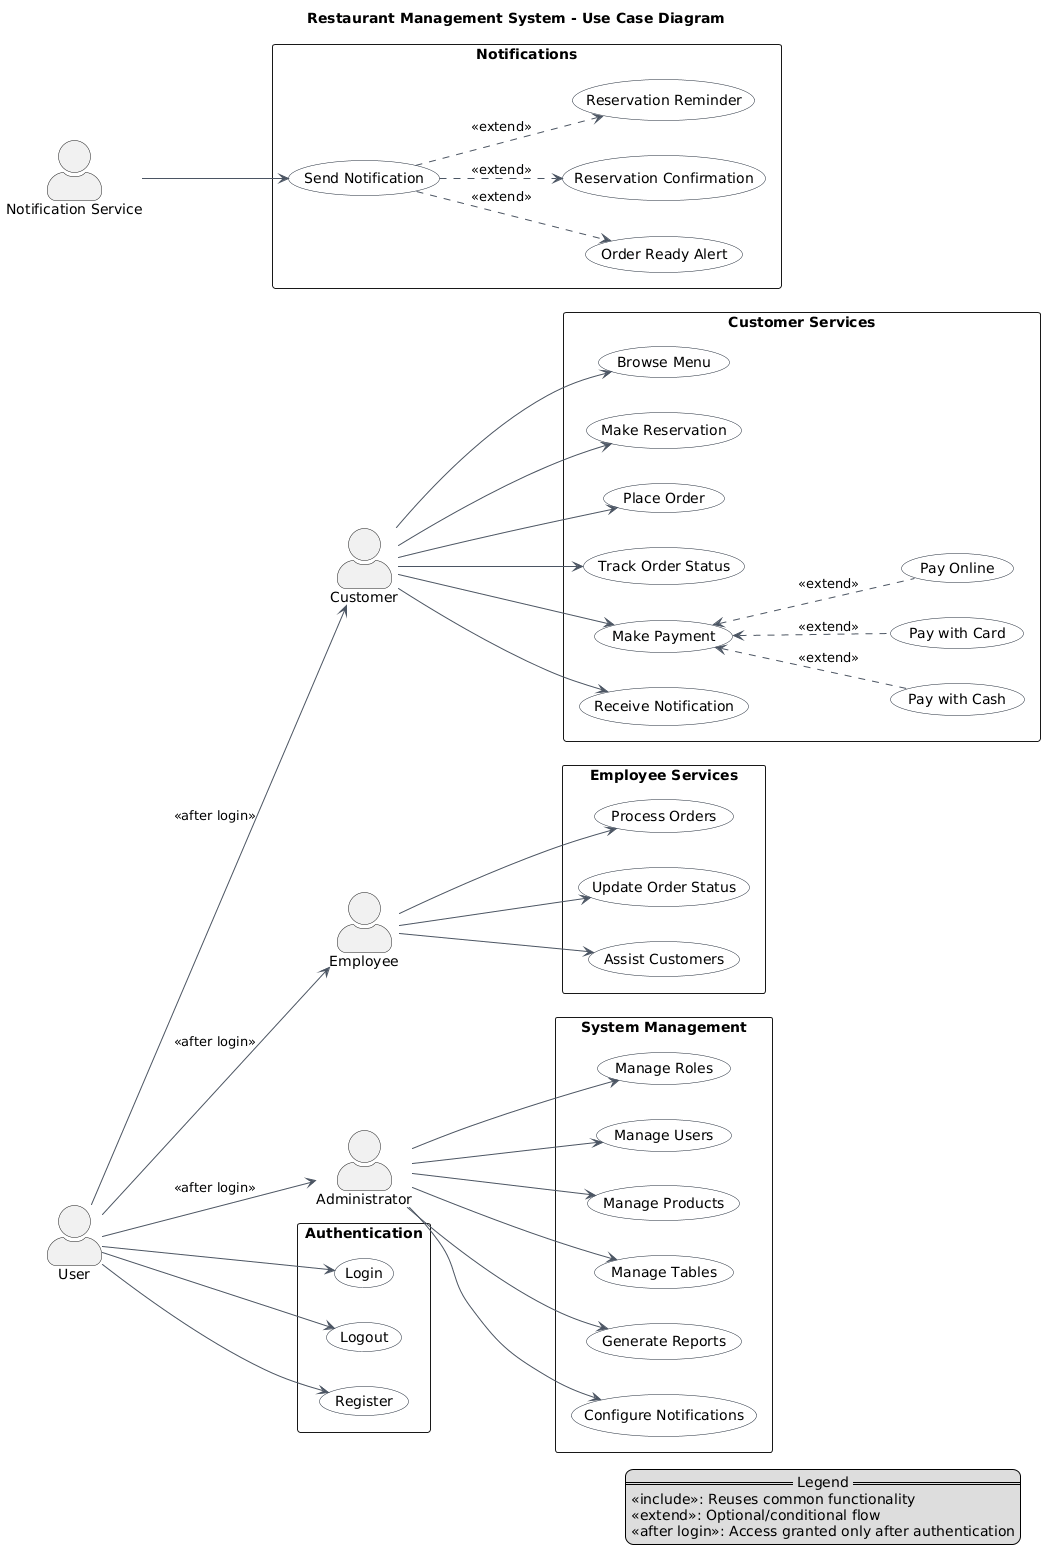 Restaurant Management System - Use Case Diagram
Notifications
Reservation Reminder
«extend»
Send Notification
«extend»
Reservation Confirmation
«extend»
Order Ready Alert
Notification Service
Customer Services
Browse Menu
Make Reservation
Place Order
Track Order Status
Make Payment
Receive Notification
«extend»
Pay Online
«extend»
Pay with Card
«extend»
Pay with Cash
Customer
«after login»
Employee Services
Process Orders
Update Order Status
Assist Customers
Employee
«after login»
System Management
Manage Roles
Manage Users
Manage Products
Manage Tables
Generate Reports
Configure Notifications
Administrator
«after login»
User
Authentication
Login
Logout
Register
Legend
«include»: Reuses common functionality
«extend»: Optional/conditional flow
«after login»: Access granted only after authentication